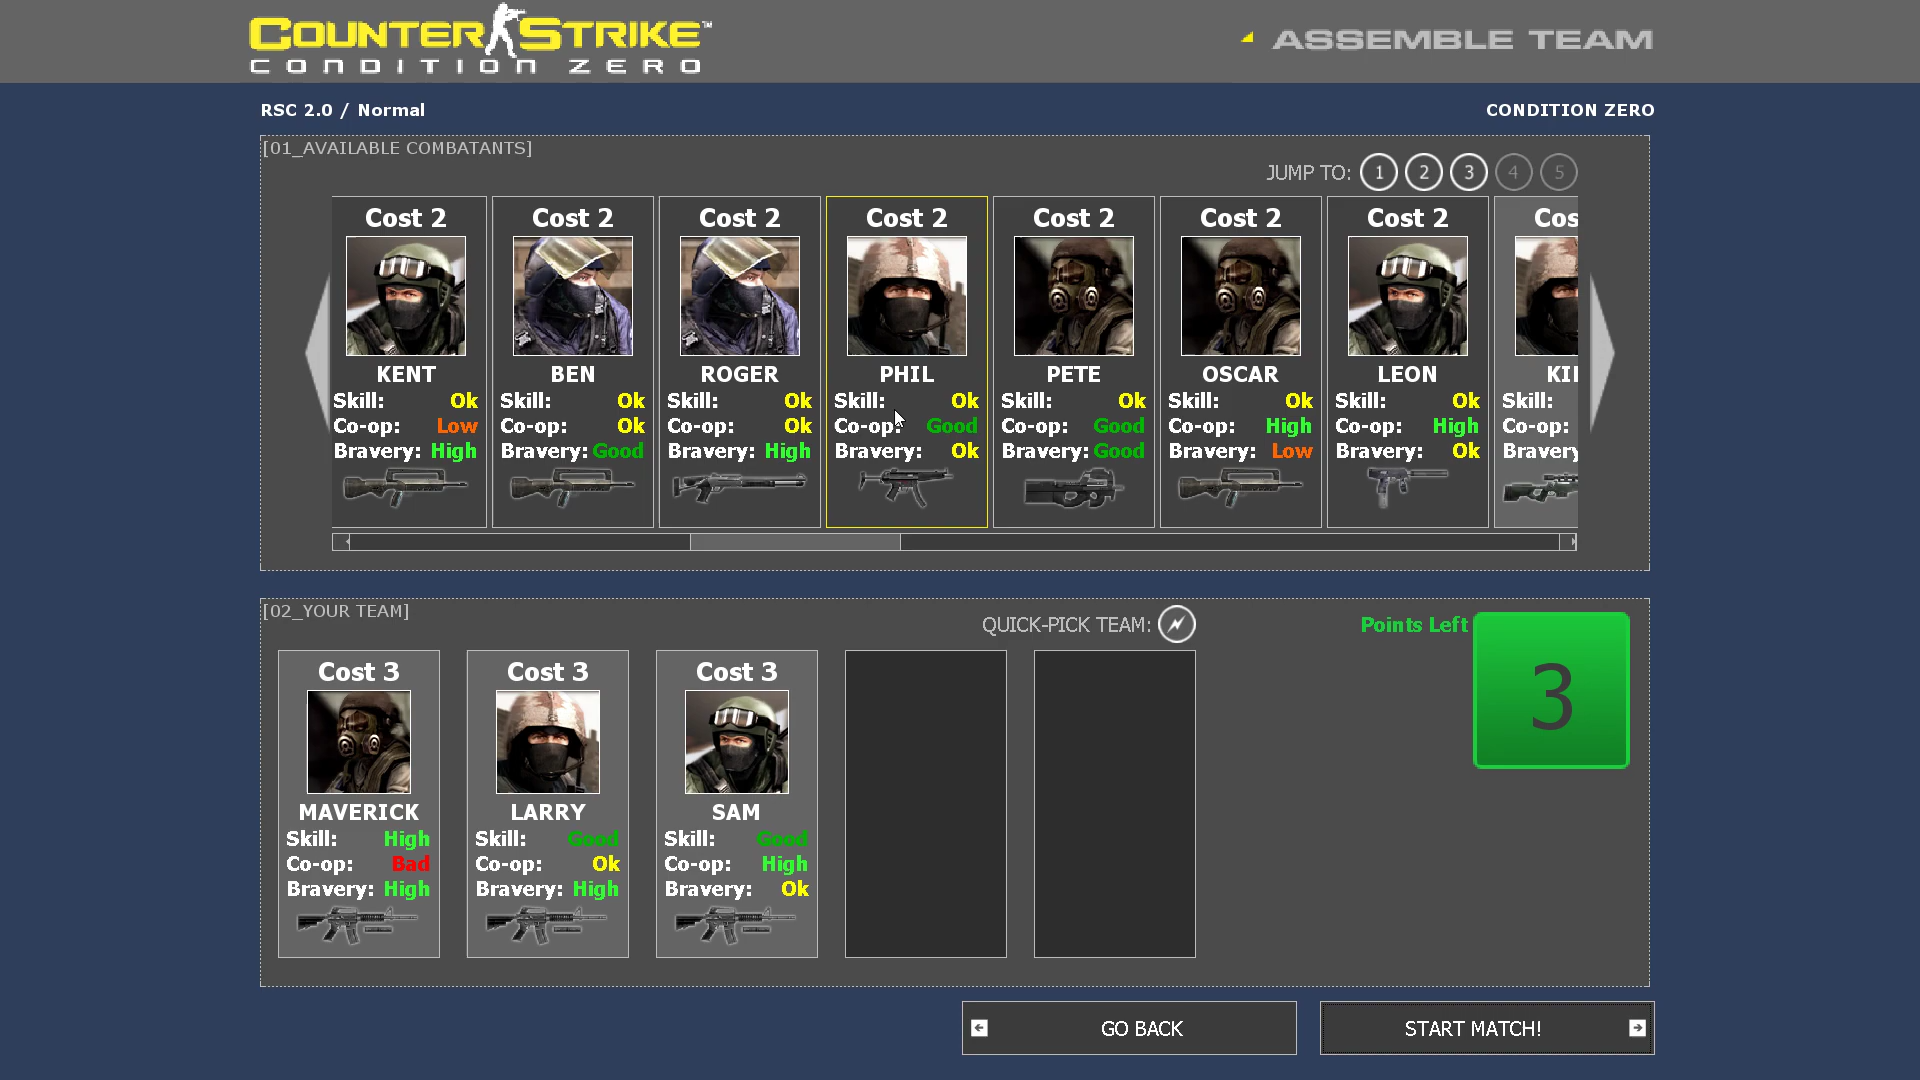 COUNTER STRIKE™
CONDITION ZERO
ASSEMBLE TEAM
RSC 2.0 / Normal
CONDITION ZERO
[01_AVAILABLE COMBATANTS]
JUMP TO: 1 2 3 4 5
Cost 2 Cost 2 Cost 2 Cost 2 Cost 2 Cost 2 Cost 2 Cos
KENT BEN ROGER PHIL PETE OSCAR LEON
Skill: Ok Skill: Ok Skill: Ok Skill: Ok Skill: Ok Skill: Ok Skill: Ok Skill:
Co-op: Low Co-op: Ok Co-op: Ok Co-op: Good Co-op: Good Co-op: High Co-op: High Co-op:
Bravery: High Bravery: Good Bravery: High Bravery: Ok Bravery: Good Bravery: Low Bravery: Ok Bravery
[02_YOUR TEAM]
QUICK-PICK TEAM:
Points Left 3
Cost 3 Cost 3 Cost 3
MAVERICK LARRY SAM
Skill: High Skill: Good Skill: Good
Co-op: Bad Co-op: Ok Co-op: High
Bravery: High Bravery: High Bravery: Ok
GO BACK
START MATCH!